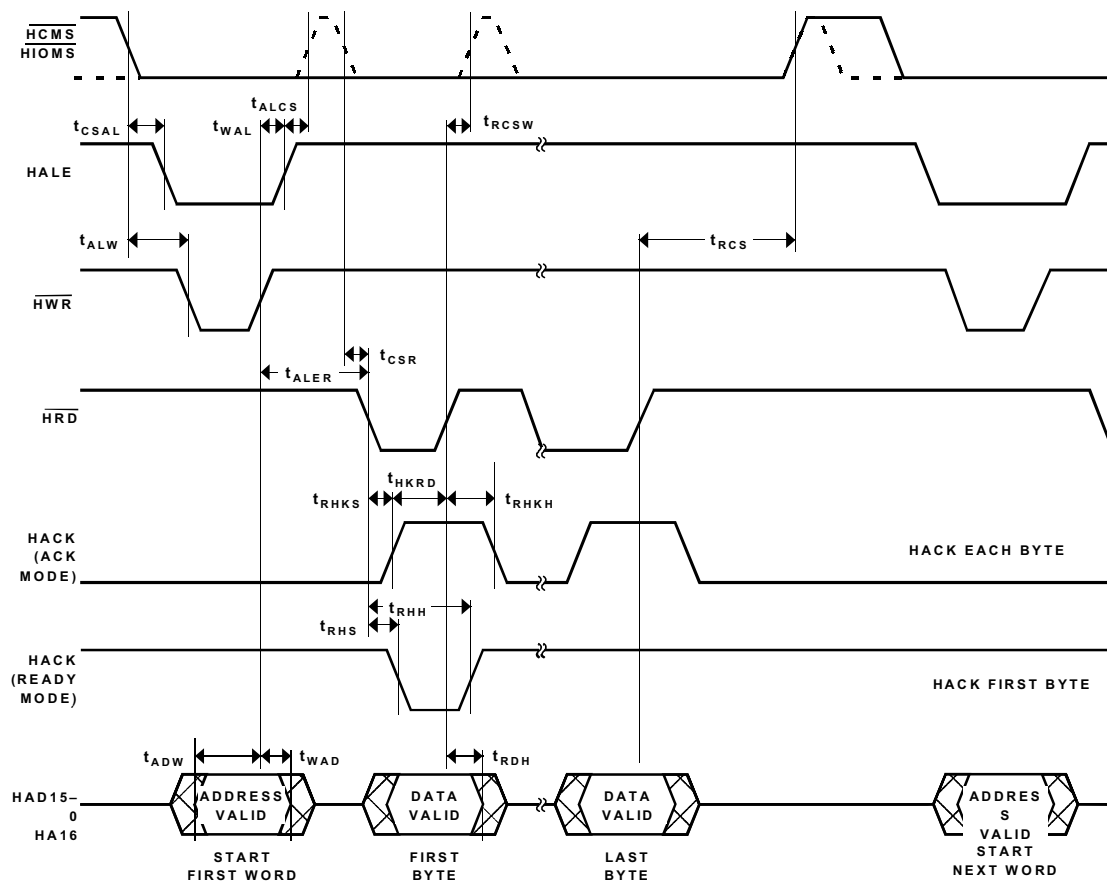 HCMS
HIOMS
tALCS
tCSAL
tWAL
tRCSW
HALE
tALW
tRCS
HWR
tCSR
tALER
HRD
tHKRD
tRHKS
tRHKH
HACK
(ACK
MODE)
HACK EACH BYTE
tRHH
tRHS
HACK
(READY
MODE)
HACK FIRST BYTE
tADW
tWAD
tRDH
HAD15–
0
HA16
ADDRESS
VALID
DATA
VALID
DATA
VALID
ADDRES
S
VALID
START
NEXT WORD
START
FIRST WORD
FIRST
BYTE
LAST
BYTE